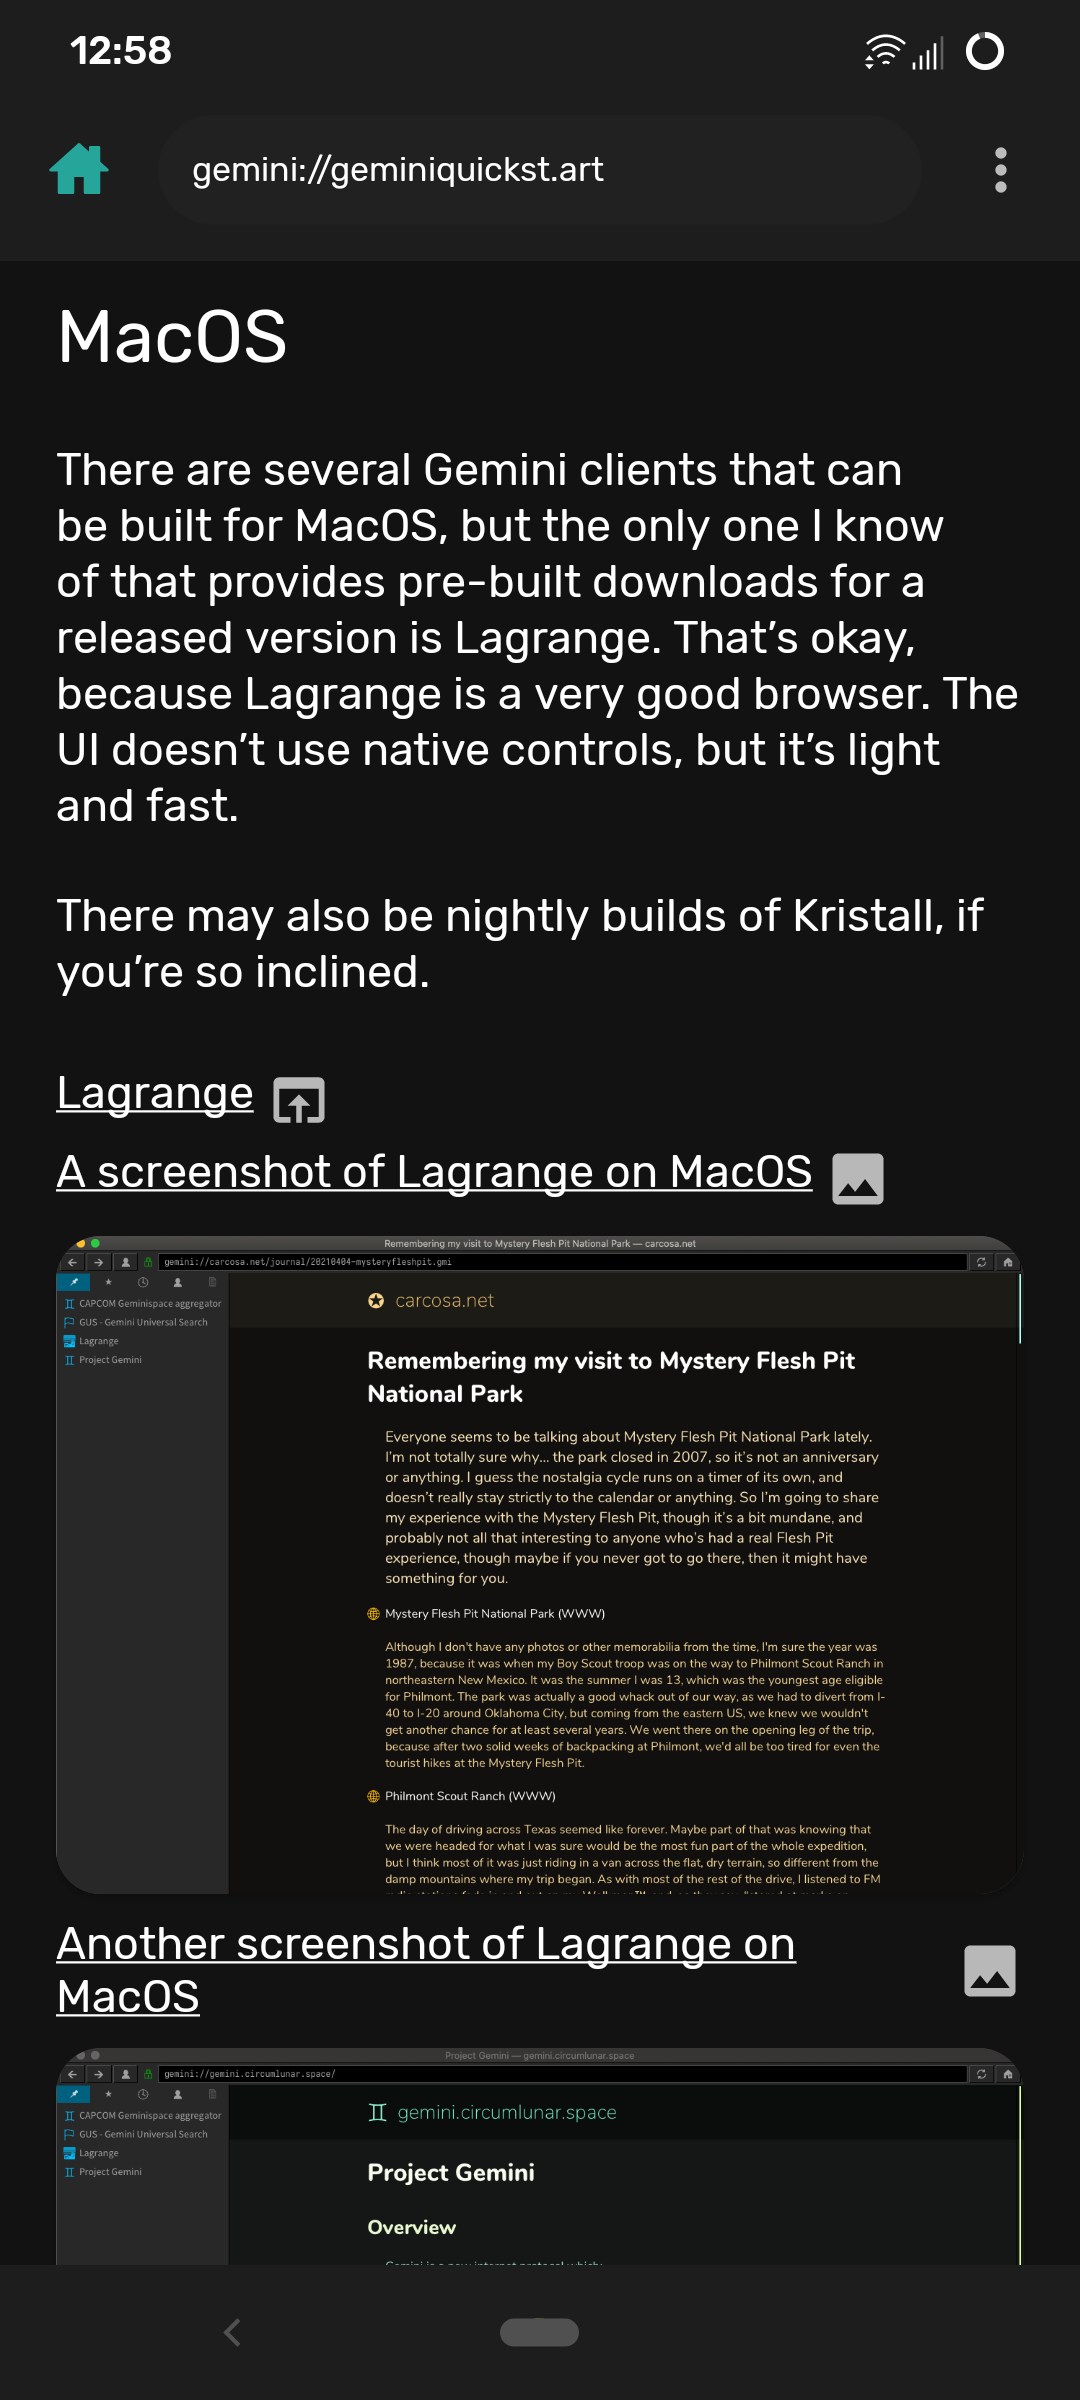 12:58
gemini://geminiquickst.art
MacOS
There are several Gemini clients that can
be built for MacOS, but the only one I know
of that provides pre-built downloads for a
released version is Lagrange. That’s okay,
because Lagrange is a very good browser. The
UI doesn’t use native controls, but it’s light
and fast.
There may also be nightly builds of Kristall, if
you’re so inclined.
Lagrange
A screenshot of Lagrange on MacOS
Remembering my visit to Mystery Flesh Pit National Park — carcosa.net
gemini://carcosa.net/journal/20210404-mysteryfleshpit.gmi
CAPCOM Geminispace aggregator
GUS - Gemini Universal Search
Lagrange
Project Gemini
carcosa.net
Remembering my visit to Mystery Flesh Pit
National Park
Everyone seems to be talking about Mystery Flesh Pit National Park lately.
I'm not totally sure why... the park closed in 2007, so it's not an anniversary
or anything. I guess the nostalgia cycle runs on a timer of its own, and
doesn't really stay strictly to the calendar or anything. So I'm going to share
my experience with the Mystery Flesh Pit, though it's a bit mundane, and
probably not all that interesting to anyone who's had a real Flesh Pit
experience, though maybe if you never got to go there, then it might have
something for you.
Mystery Flesh Pit National Park (WWW)
Although I don't have any photos or other memorabilia from the time, I'm sure the year was
1987, because it was when my Boy Scout troop was on the way to Philmont Scout Ranch in
northeastern New Mexico. It was the summer I was 13, which was the youngest age eligible
for Philmont. The park was actually a good whack out of our way, as we had to divert from I-
40 to I-20 around Oklahoma City, but coming from the eastern US, we knew we wouldn't
get another chance for at least several years. We went there on the opening leg of the trip,
because after two solid weeks of backpacking at Philmont, we'd all be too tired for even the
tourist hikes at the Mystery Flesh Pit.
Philmont Scout Ranch (WWW)
The day of driving across Texas seemed like forever. Maybe part of that was knowing that
we were headed for what I was sure would be the most fun part of the whole expedition,
but I think most of it was just riding in a van across the flat, dry terrain, so different from the
damp mountains where my trip began. As with most of the rest of the drive, I listened to FM
Another screenshot of Lagrange on
MacOS
Project Gemini — gemini.circumlunar.space
gemini://gemini.circumlunar.space/
CAPCOM Geminispace aggregator
GUS - Gemini Universal Search
Lagrange
Project Gemini
gemini.circumlunar.space
Project Gemini
Overview